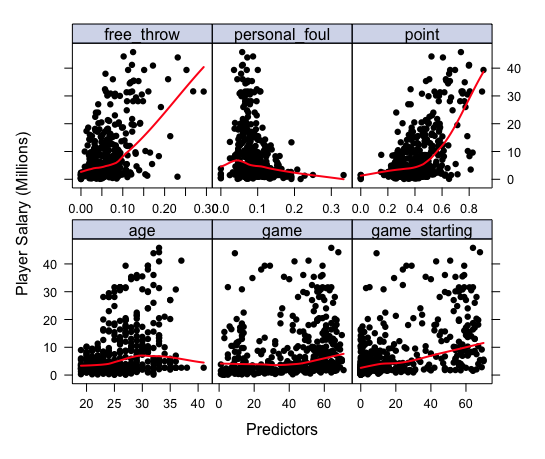 free_throw personal_foul point
40
30
20
10
0
0.00 0.10 0.20 0.30 0.0 0.1 0.2 0.3 0.0 0.2 0.4 0.6 0.8
Player Salary (Millions)
age game game_starting
40
30
20
10
0
20 25 30 35 40 0 20 40 60 0 20 40 60
Predictors